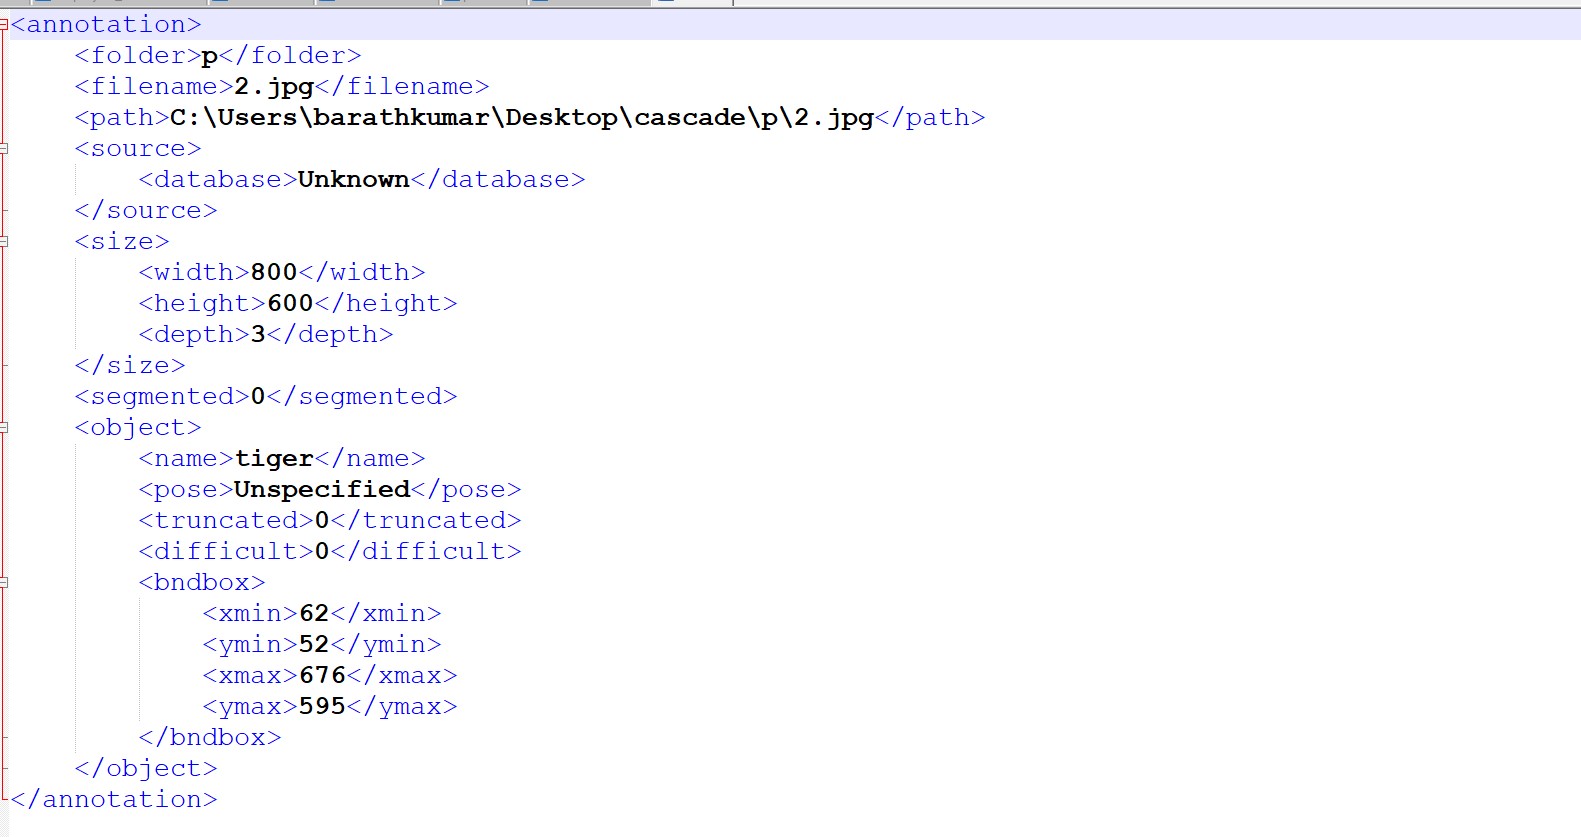 <annotation>
<folder>p</folder>
<filename>2.jpg</filename>
<path>C:\Users\barathkumar\Desktop\cascade\p\2.jpg</path>
<source>
<database>Unknown</database>
</source>
<size>
<width>800</width>
<height>600</height>
<depth>3</depth>
</size>
<segmented>0</segmented>
<object>
<name>tiger</name>
<pose>Unspecified</pose>
<truncated>0</truncated>
<difficult>0</difficult>
<bndbox>
<xmin>62</xmin>
<ymin>52</ymin>
<xmax>676</xmax>
<ymax>595</ymax>
</bndbox>
</object>
</annotation>